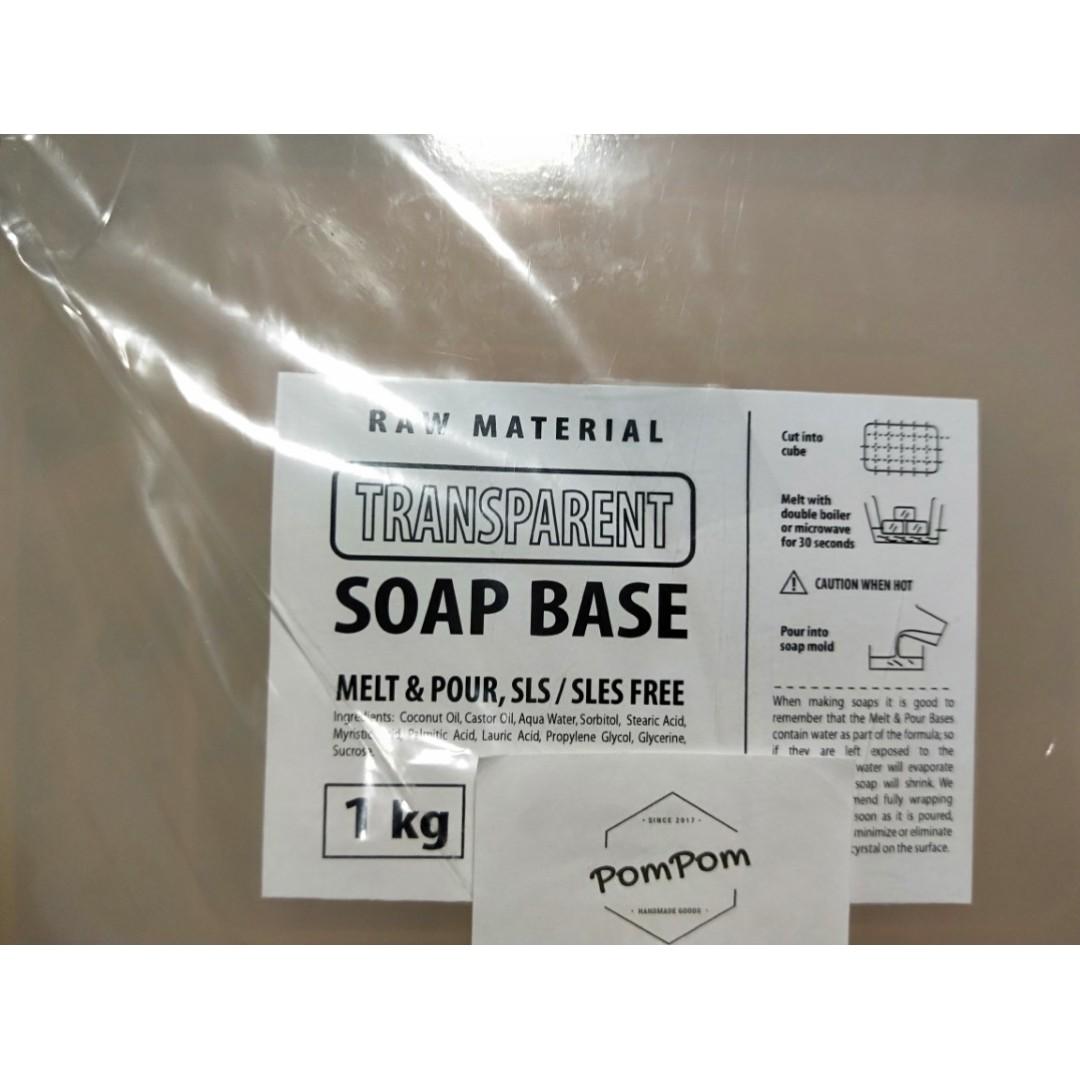 RAW MATERIAL
TRANSPARENT
SOAP BASE
MELT & POUR, SLS / SLES FREE
Ingredients: Coconut Oil, Castor Oil, Aqua Water, Sorbitol, Stearic Acid,
Myristic Acid, Palmitic Acid, Lauric Acid, Propylene Glycol, Glycerine,
Sucrose.
1 kg
Cut into
cube
Melt with
double boiler
or microwave
for 30 seconds
CAUTION WHEN HOT
Pour into
soap mold
When making soaps it is good to
remember that the Melt & Pour Bases
contain water as part of the formula; so
if they are left exposed to the
water will evaporate
soap will shrink. We
mend fully wrapping
soon as it is poured,
minimize or eliminate
cyrstal on the surface.
• SINCE 2017 •
PomPom
• HANDMADE GOODS •